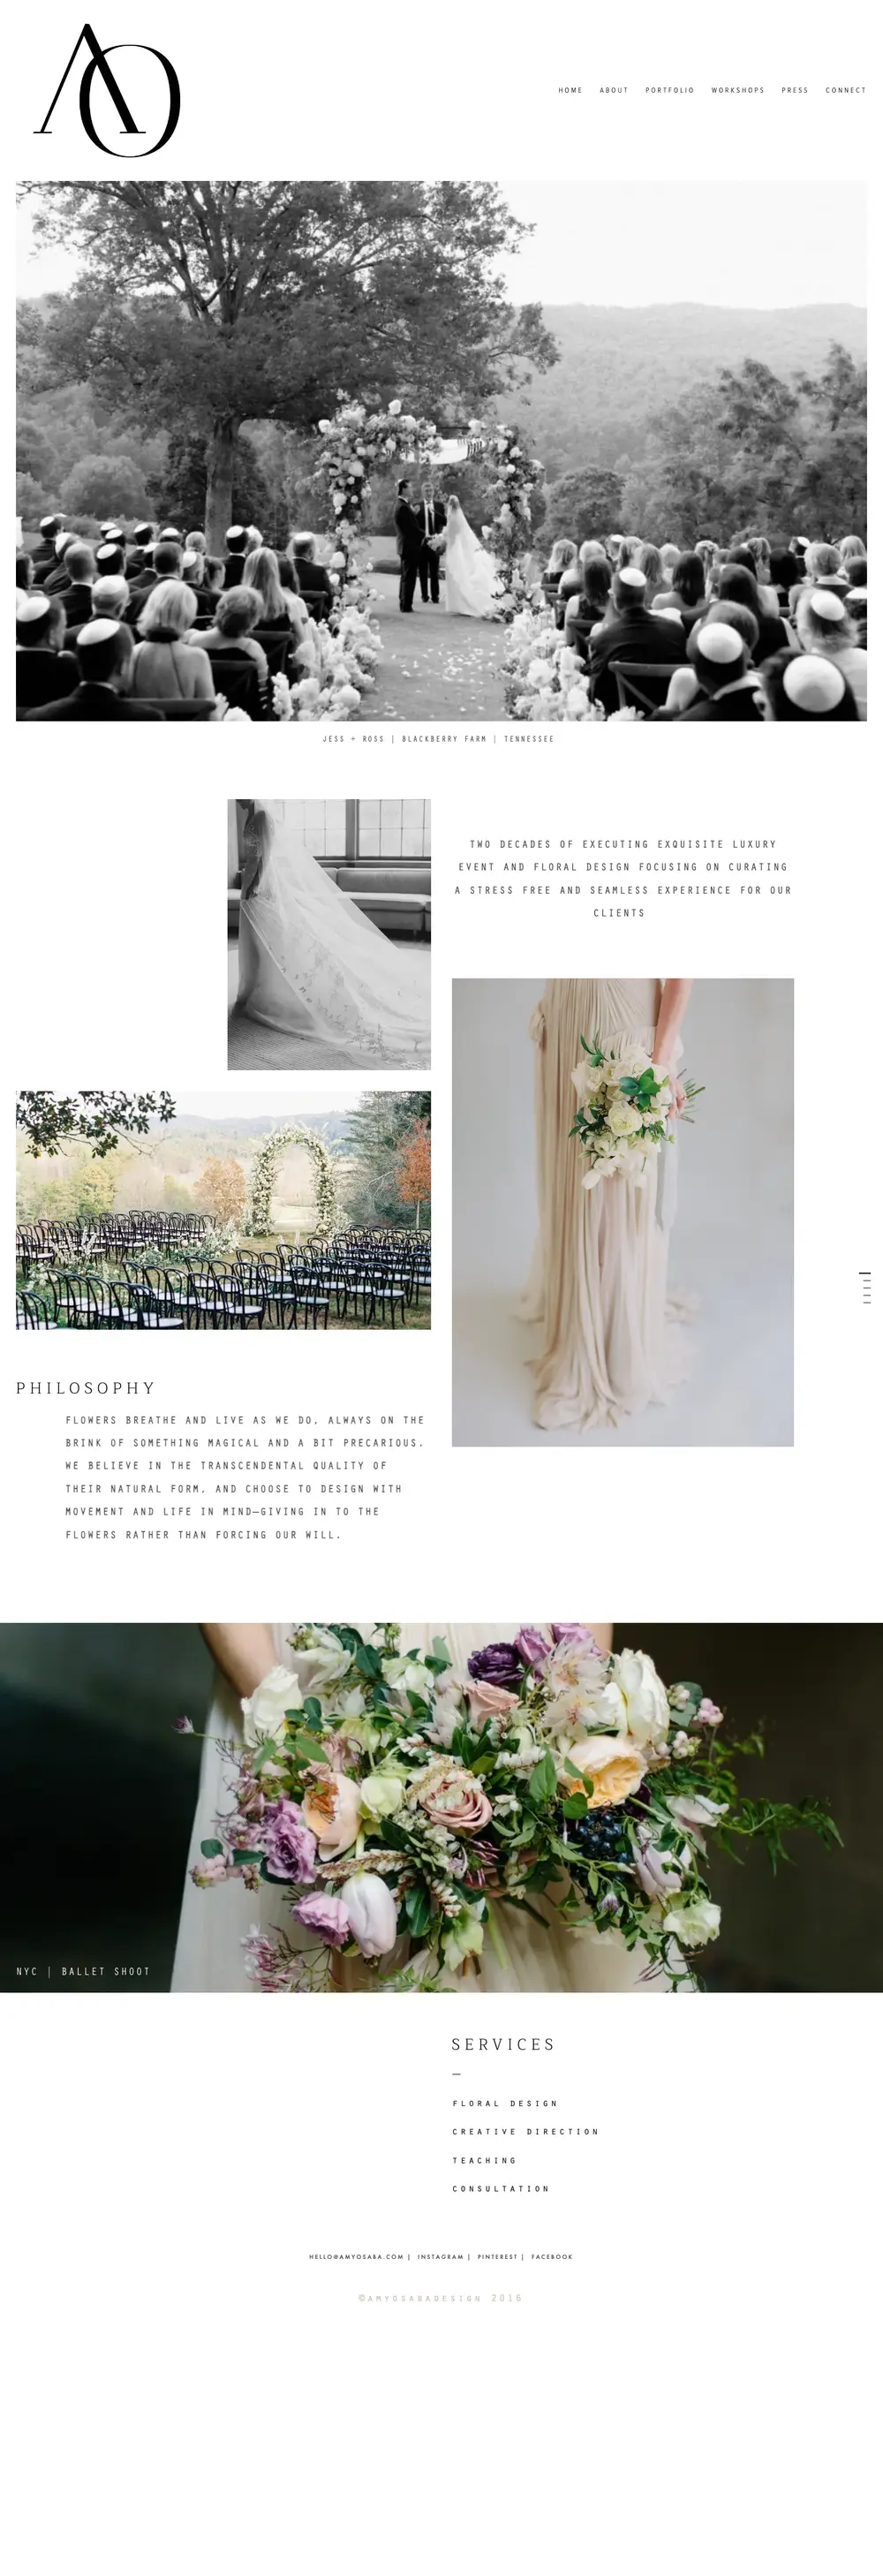 AO
HOME ABOUT PORTFOLIO WORKSHOPS PRESS CONNECT
JESS + ROSS | BLACKBERRY FARM | TENNESSEE
TWO DECADES OF EXECUTING EXQUISITE LUXURY
EVENT AND FLORAL DESIGN FOCUSING ON CURATING
A STRESS FREE AND SEAMLESS EXPERIENCE FOR OUR
CLIENTS
PHILOSOPHY
FLOWERS BREATHE AND LIVE AS WE DO, ALWAYS ON THE
BRINK OF SOMETHING MAGICAL AND A BIT PRECARIOUS.
WE BELIEVE IN THE TRANSCENDENTAL QUALITY OF
THEIR NATURAL FORM, AND CHOOSE TO DESIGN WITH
MOVEMENT AND LIFE IN MIND—GIVING IN TO THE
FLOWERS RATHER THAN FORCING OUR WILL.
NYC | BALLET SHOOT
SERVICES
—
FLORAL DESIGN
CREATIVE DIRECTION
TEACHING
CONSULTATION
HELLO@AMYOSABA.COM | INSTAGRAM | PINTEREST | FACEBOOK
©AMYOSABADESIGN 2016